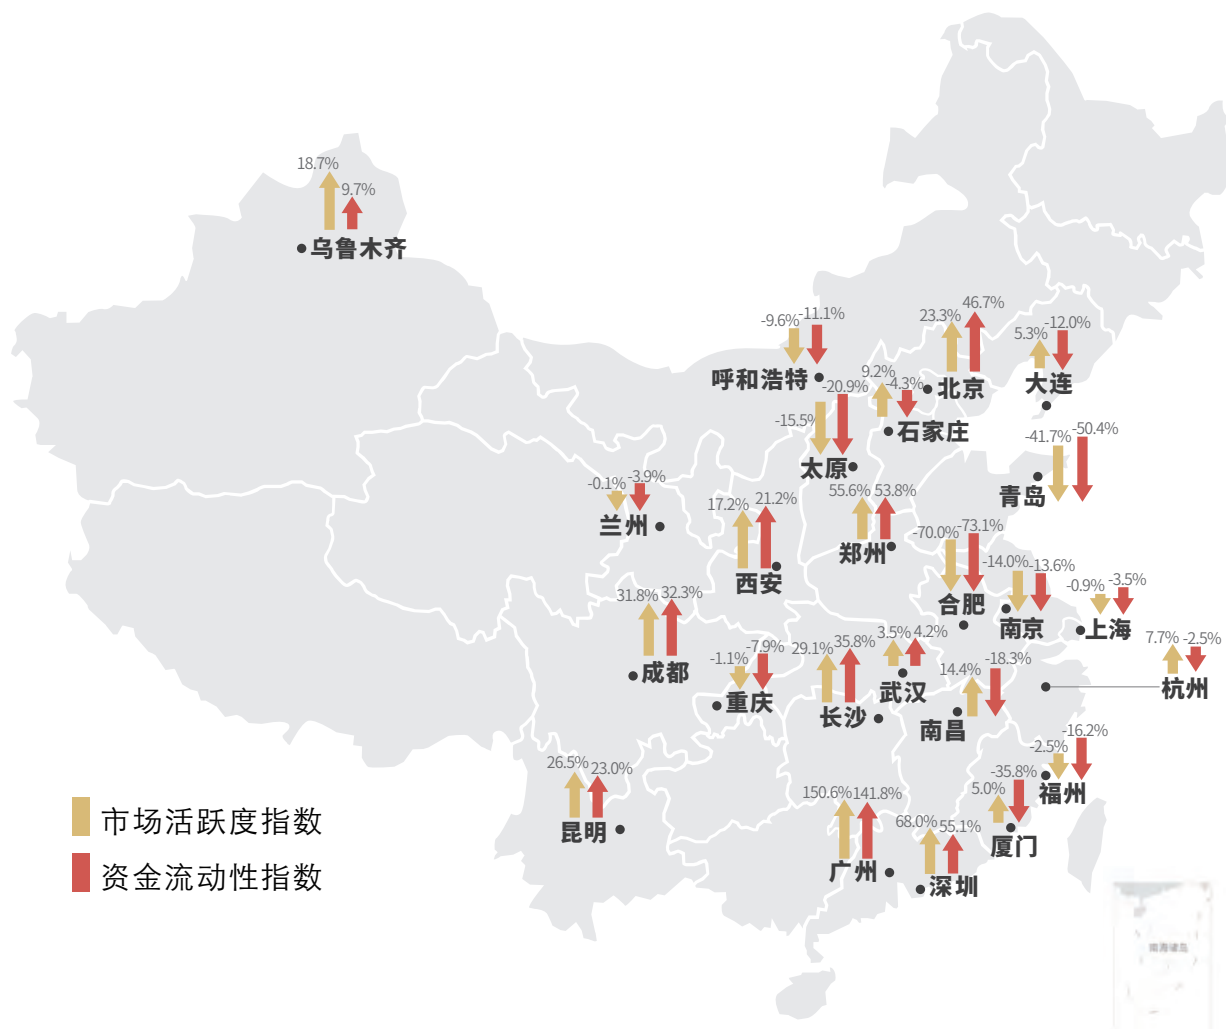 18.7%
9.7%
乌鲁木齐
-9.6%
-11.1%
呼和浩特
23.3%
46.7%
北京
5.3%
-12.0%
大连
9.2%
-4.3%
石家庄
-15.5%
-20.9%
太原
-41.7%
-50.4%
青岛
-0.1%
-3.9%
兰州
17.2%
21.2%
西安
55.6%
53.8%
郑州
-70.0%
-73.1%
合肥
-14.0%
-13.6%
南京
-0.9%
-3.5%
上海
31.8%
32.3%
成都
-1.1%
-7.9%
重庆
29.1%
35.8%
长沙
3.5%
4.2%
武汉
14.4%
-18.3%
南昌
7.7%
-2.5%
杭州
-2.5%
-16.2%
福州
5.0%
-35.8%
厦门
26.5%
23.0%
昆明
150.6%
141.8%
广州
68.0%
55.1%
深圳
市场活跃度指数
资金流动性指数
南海诸岛